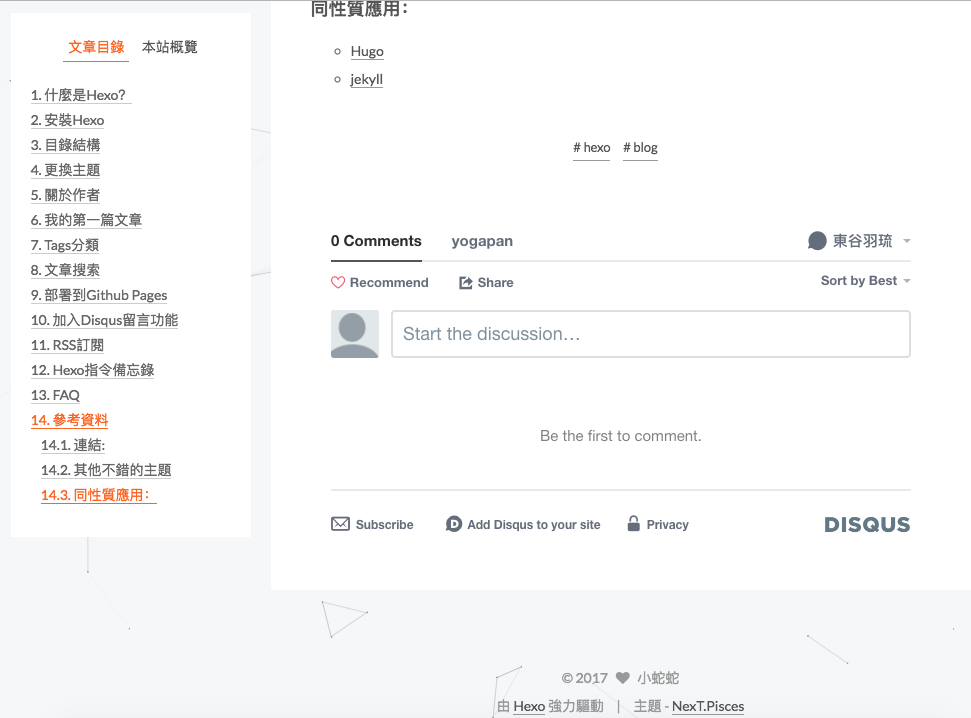 文章目錄 本站概覽
1. 什麼是Hexo？
2. 安裝Hexo
3. 目錄結構
4. 更換主題
5. 關於作者
6. 我的第一篇文章
7. Tags分類
8. 文章搜索
9. 部署到Github Pages
10. 加入Disqus留言功能
11. RSS訂閱
12. Hexo指令備忘錄
13. FAQ
14. 參考資料
14.1. 連結:
14.2. 其他不錯的主題
14.3. 同性質應用：
同性質應用：
Hugo
jekyll
# hexo # blog
0 Comments yogapan 東谷羽琉
Recommend Share Sort by Best
Start the discussion…
Be the first to comment.
Subscribe Add Disqus to your site Privacy DISQUS
© 2017 小蛇蛇
由 Hexo 強力驅動 | 主題 - NexT.Pisces